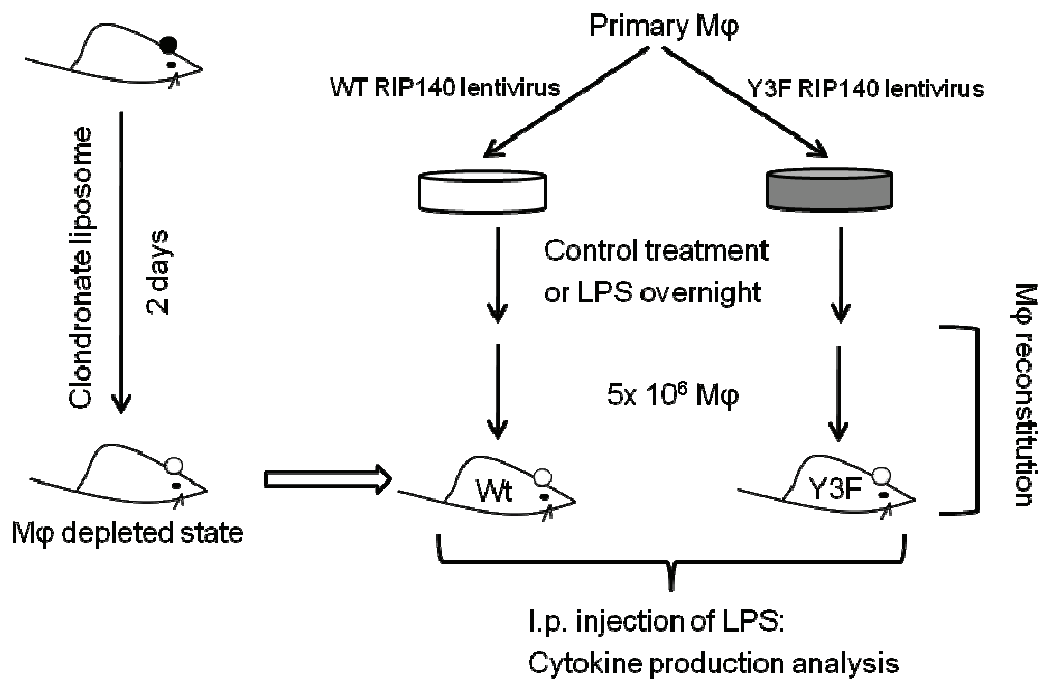 Primary Mφ
WT RIP140 lentivirus
Y3F RIP140 lentivirus
Clondronate liposome
2 days
Control treatment
or LPS overnight
5x 10⁶ Mφ
Mφ reconstitution
Wt
Y3F
Mφ depleted state
I.p. injection of LPS:
Cytokine production analysis